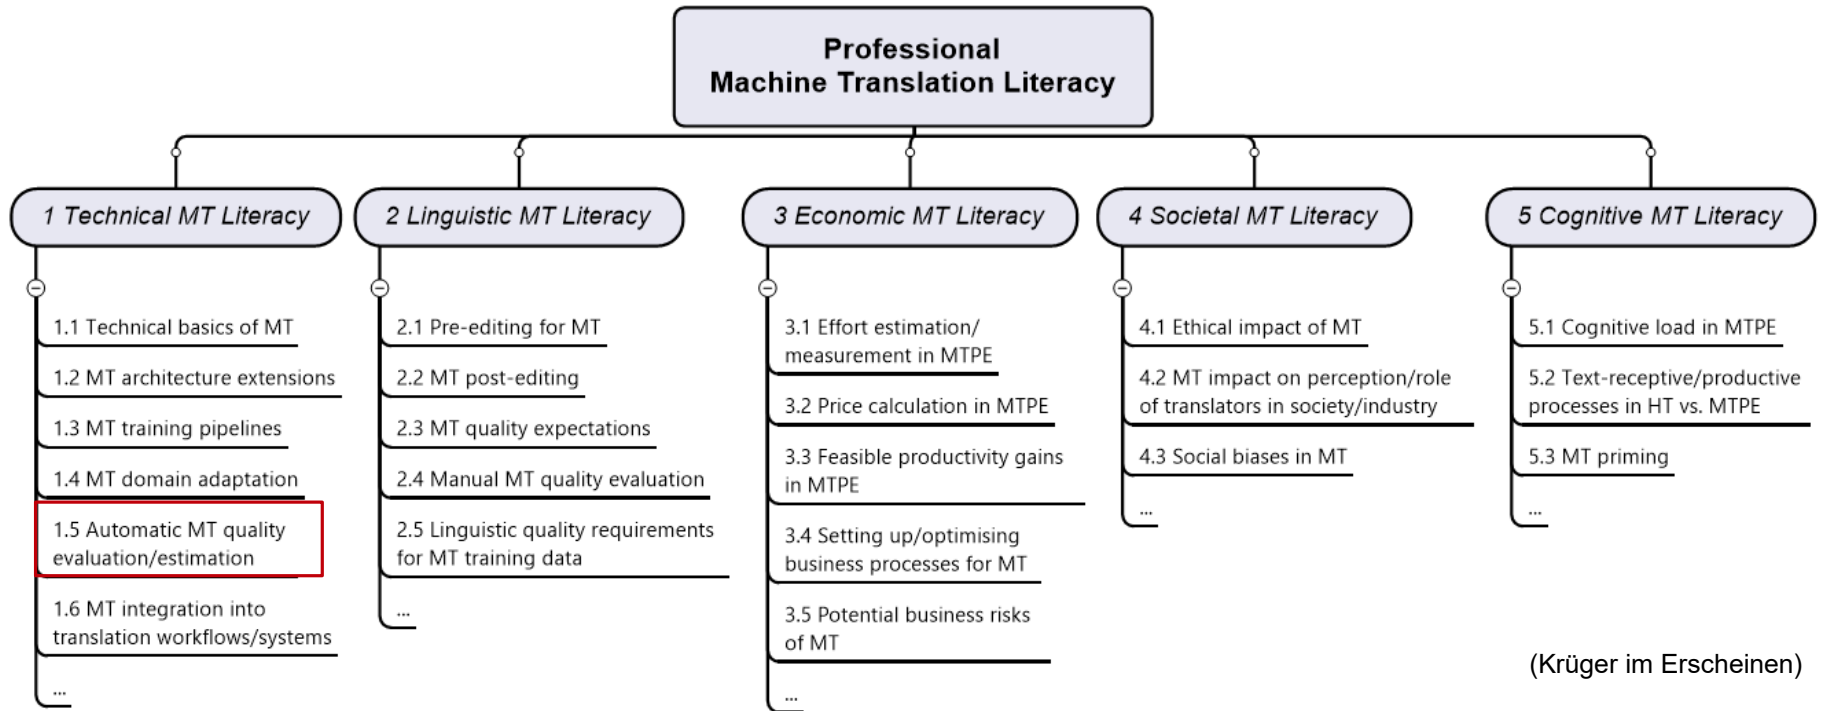 Professional
Machine Translation Literacy
1 Technical MT Literacy
1.1 Technical basics of MT
1.2 MT architecture extensions
1.3 MT training pipelines
1.4 MT domain adaptation
1.5 Automatic MT quality
evaluation/estimation
1.6 MT integration into
translation workflows/systems
...
2 Linguistic MT Literacy
2.1 Pre-editing for MT
2.2 MT post-editing
2.3 MT quality expectations
2.4 Manual MT quality evaluation
2.5 Linguistic quality requirements
for MT training data
...
3 Economic MT Literacy
3.1 Effort estimation/
measurement in MTPE
3.2 Price calculation in MTPE
3.3 Feasible productivity gains
in MTPE
3.4 Setting up/optimising
business processes for MT
3.5 Potential business risks
of MT
...
4 Societal MT Literacy
4.1 Ethical impact of MT
4.2 MT impact on perception/role
of translators in society/industry
4.3 Social biases in MT
...
5 Cognitive MT Literacy
5.1 Cognitive load in MTPE
5.2 Text-receptive/productive
processes in HT vs. MTPE
5.3 MT priming
...
(Krüger im Erscheinen)